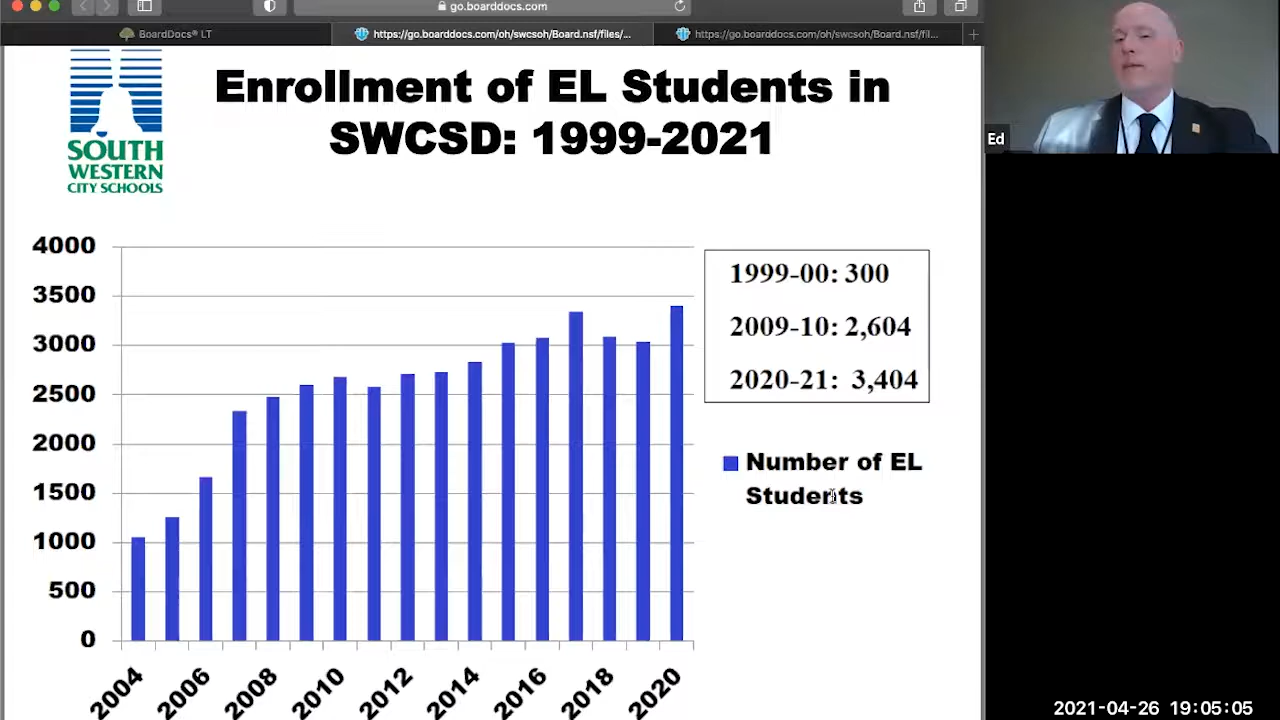 go.boarddocs.com
BoardDocs® LT
https://go.boarddocs.com/oh/swcsoh/Board.nsf/files/...
https://go.boarddocs.com/oh/swcsoh/Board.nsf/fil...
Enrollment of EL Students in
SWCSD: 1999-2021
SOUTH
WESTERN
CITY SCHOOLS
Ed
4000
3500
3000
2500
2000
1500
1000
500
0
2004
2006
2008
2010
2012
2014
2016
2018
2020
1999-00: 300
2009-10: 2,604
2020-21: 3,404
Number of EL
Students
2021-04-26 19:05:05